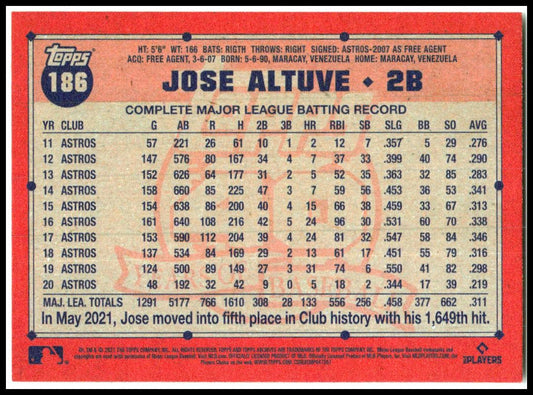 Topps
186
HT: 5'6" WT: 166 BATS: RIGTH THROWS: RIGHT SIGNED: ASTROS-2007 AS FREE AGENT
ACQ: FREE AGENT, 3-6-07 BORN: 5-6-90, MARACAY, VENEZUELA HOME: MARACAY, VENEZUELA
JOSE ALTUVE • 2B
COMPLETE MAJOR LEAGUE BATTING RECORD
YR CLUB G AB R H 2B 3B HR RBI SB SLG BB SO AVG
11 ASTROS 57 221 26 61 10 1 2 12 7 .357 5 29 .276
12 ASTROS 147 576 80 167 34 4 7 37 33 .399 40 74 .290
13 ASTROS 152 626 64 177 31 2 5 52 35 .363 32 85 .283
14 ASTROS 158 660 85 225 47 3 7 59 56 .453 36 53 .341
15 ASTROS 154 638 86 200 40 4 15 66 38 .459 33 67 .313
16 ASTROS 161 640 108 216 42 5 24 96 30 .531 60 70 .338
17 ASTROS 153 590 112 204 39 4 24 81 32 .547 58 84 .346
18 ASTROS 137 534 84 169 29 2 13 61 17 .451 55 79 .316
19 ASTROS 124 500 89 149 27 3 31 74 6 .550 41 82 .298
20 ASTROS 48 192 32 42 9 0 5 18 2 .344 17 39 .219
MAJ. LEA. TOTALS 1291 5177 766 1610 308 28 133 556 256 .458 377 662 .311
In May 2021, Jose moved into fifth place in Club history with his 1,649th hit.
PLAYERS